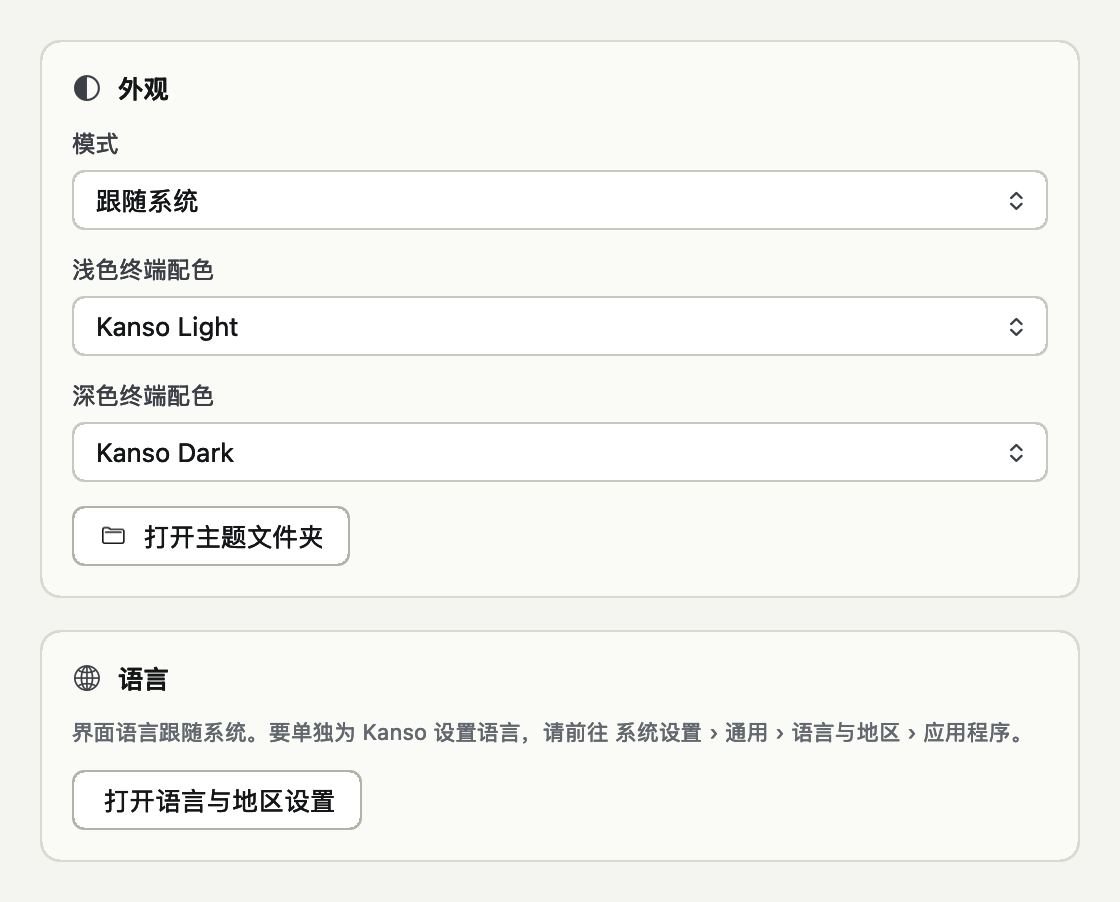 外观
模式
跟随系统
浅色终端配色
Kanso Light
深色终端配色
Kanso Dark
打开主题文件夹
语言
界面语言跟随系统。要单独为 Kanso 设置语言，请前往 系统设置 › 通用 › 语言与地区 › 应用程序。
打开语言与地区设置